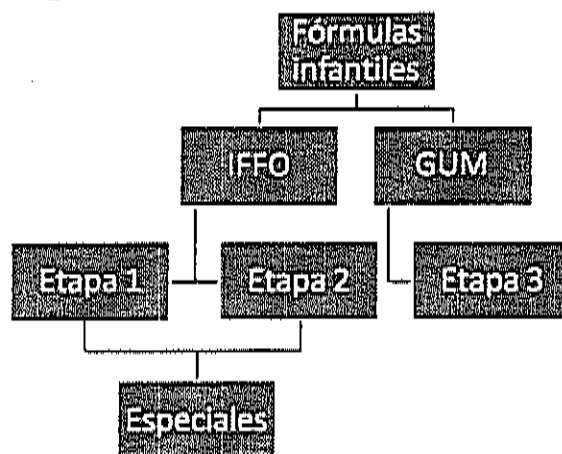 Fórmulas
infantiles
IFFO
GUM
Etapa 1
Etapa 2
Etapa 3
Especiales